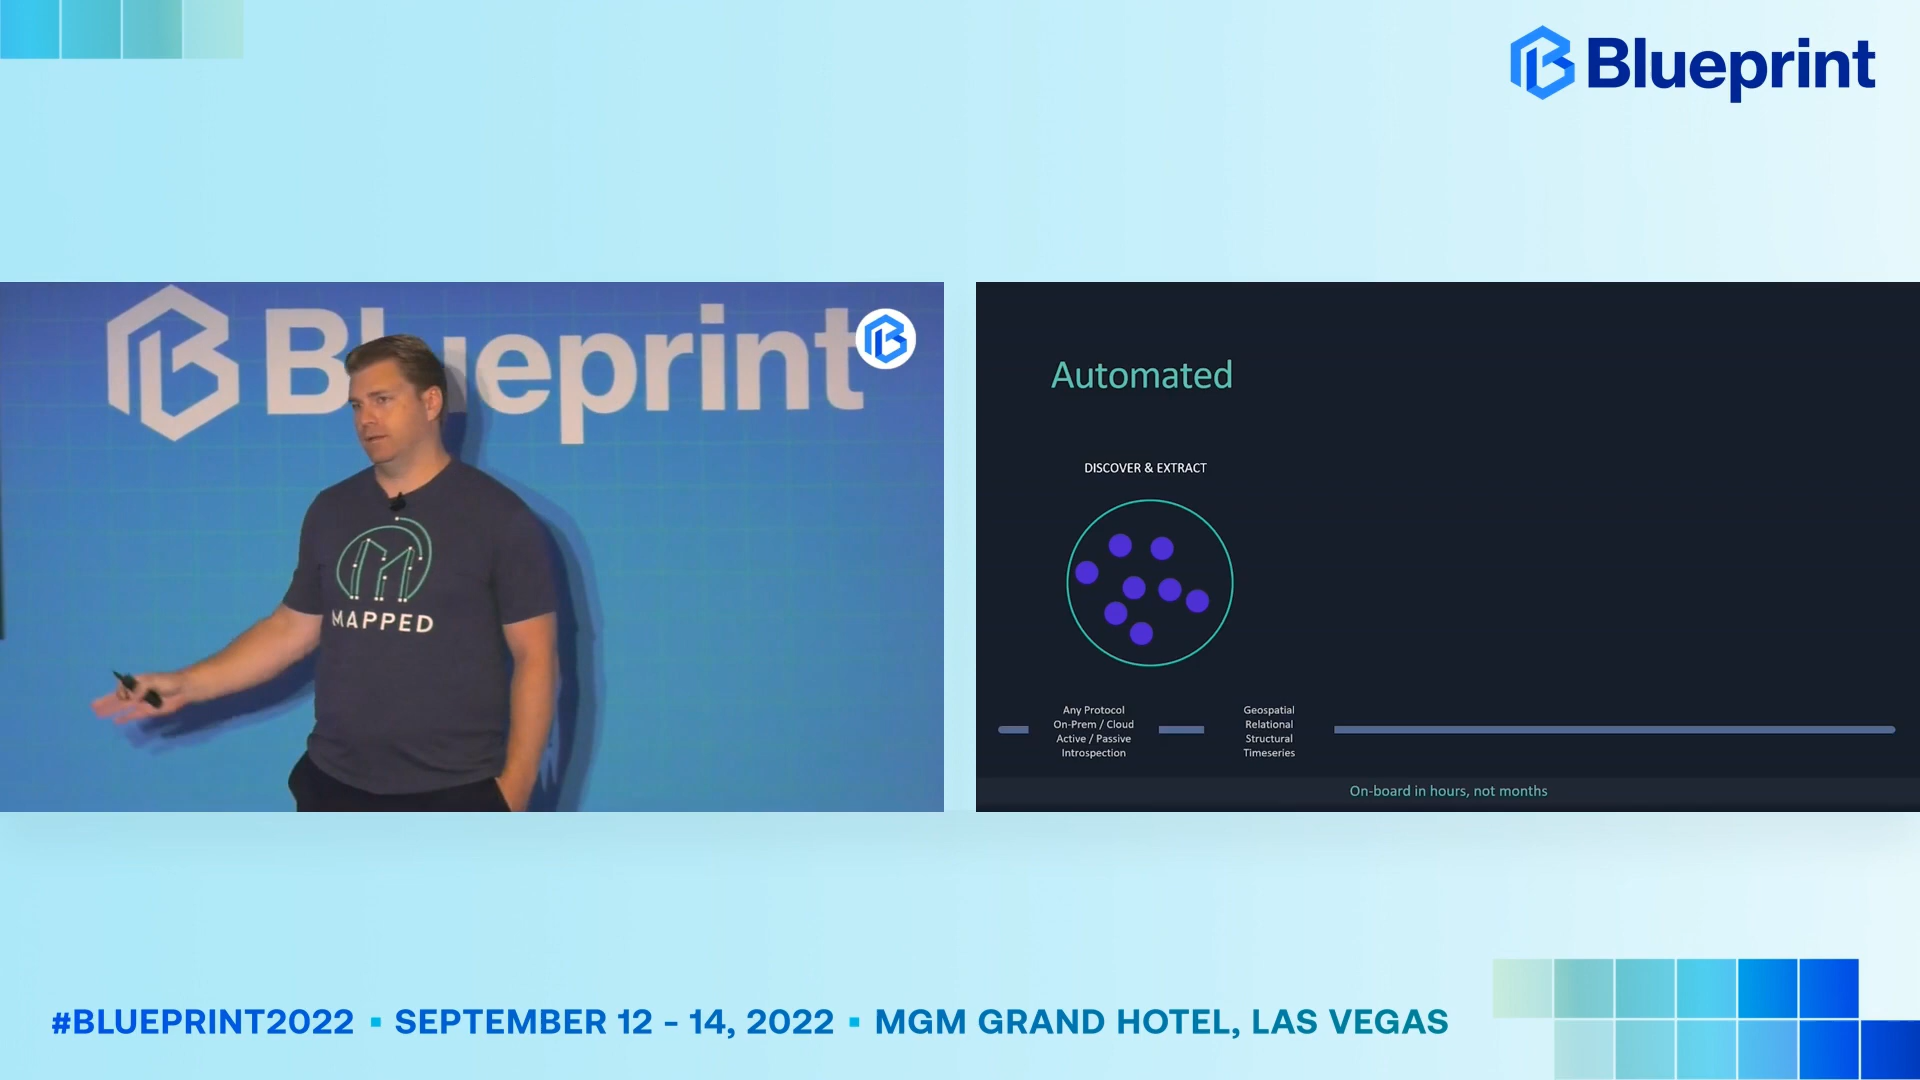 Blueprint
Blueprint
MAPPED
Automated
DISCOVER & EXTRACT
Any Protocol
On-Prem / Cloud
Active / Passive
Introspection
Geospatial
Relational
Structural
Timeseries
On-board in hours, not months
#BLUEPRINT2022 ▪ SEPTEMBER 12 - 14, 2022 ▪ MGM GRAND HOTEL, LAS VEGAS